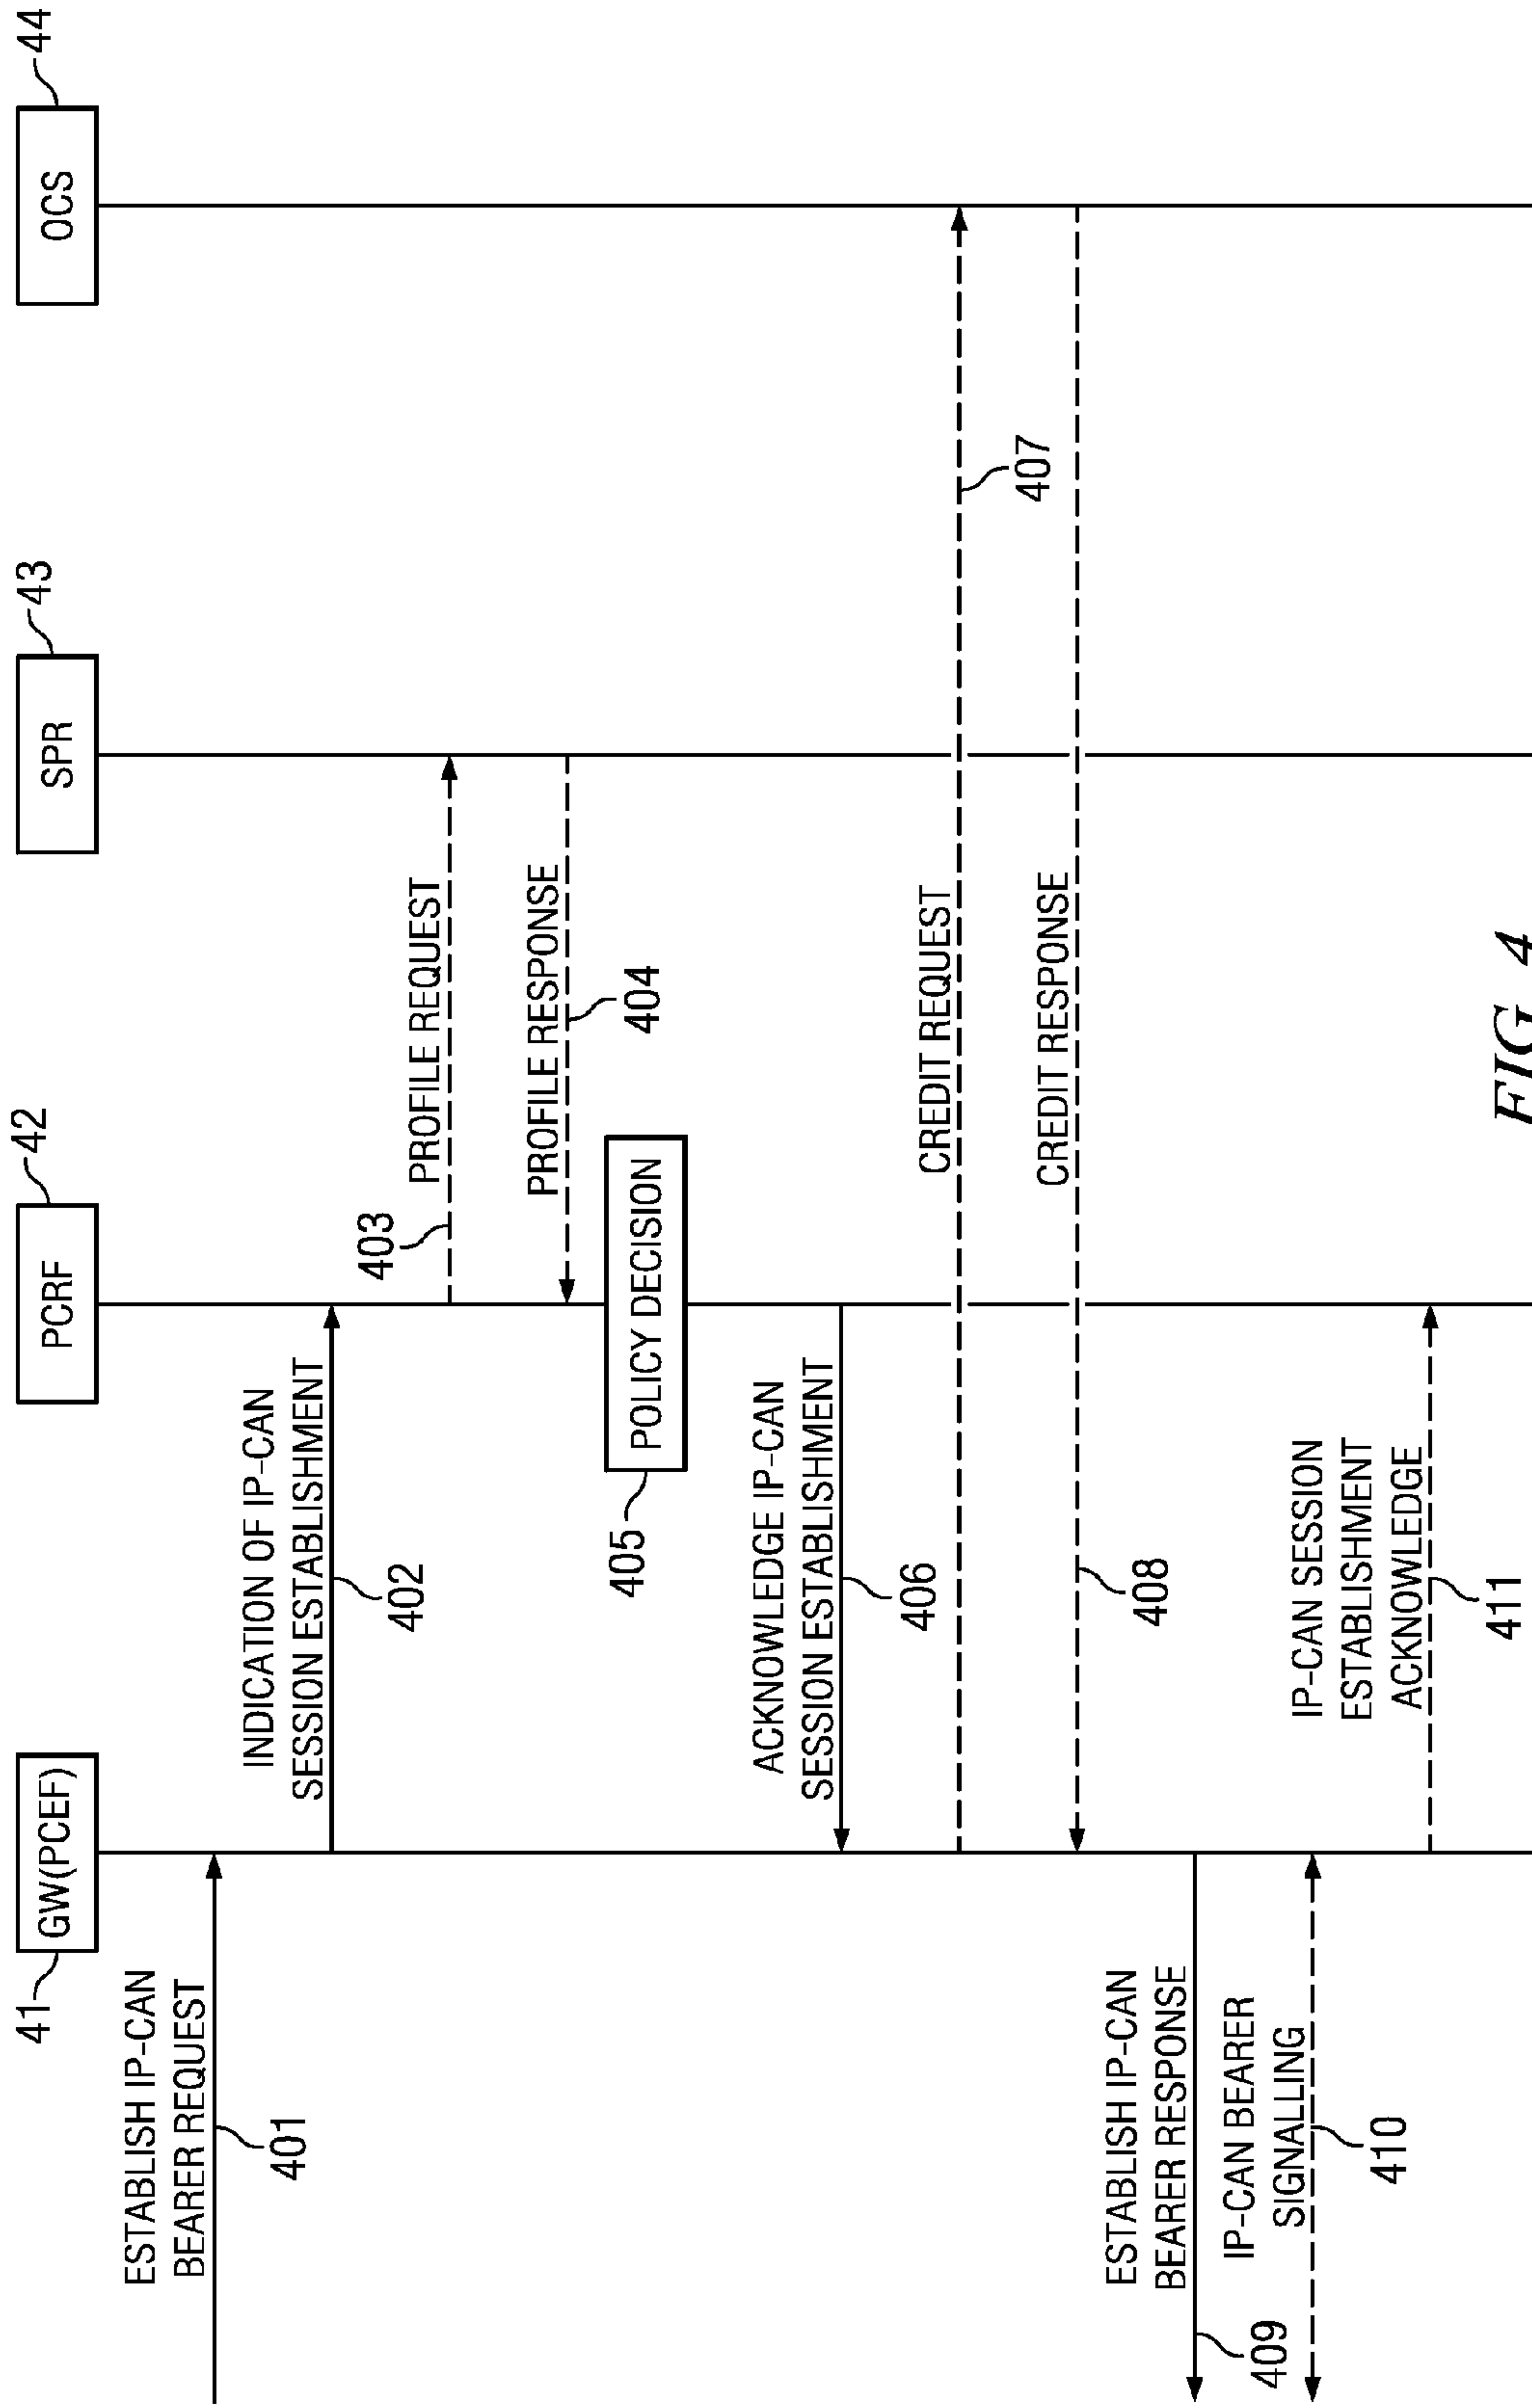 41
GW(PCEF)
PCRF
42
SPR
43
OCS
44
ESTABLISH IP-CAN
BEARER REQUEST
401
INDICATION OF IP-CAN
SESSION ESTABLISHMENT
402
403
PROFILE REQUEST
PROFILE RESPONSE
404
405
POLICY DECISION
ACKNOWLEDGE IP-CAN
SESSION ESTABLISHMENT
406
CREDIT REQUEST
407
CREDIT RESPONSE
408
ESTABLISH IP-CAN
BEARER RESPONSE
409
IP-CAN BEARER
SIGNALLING
410
IP-CAN SESSION
ESTABLISHMENT
ACKNOWLEDGE
411
FIG. 4